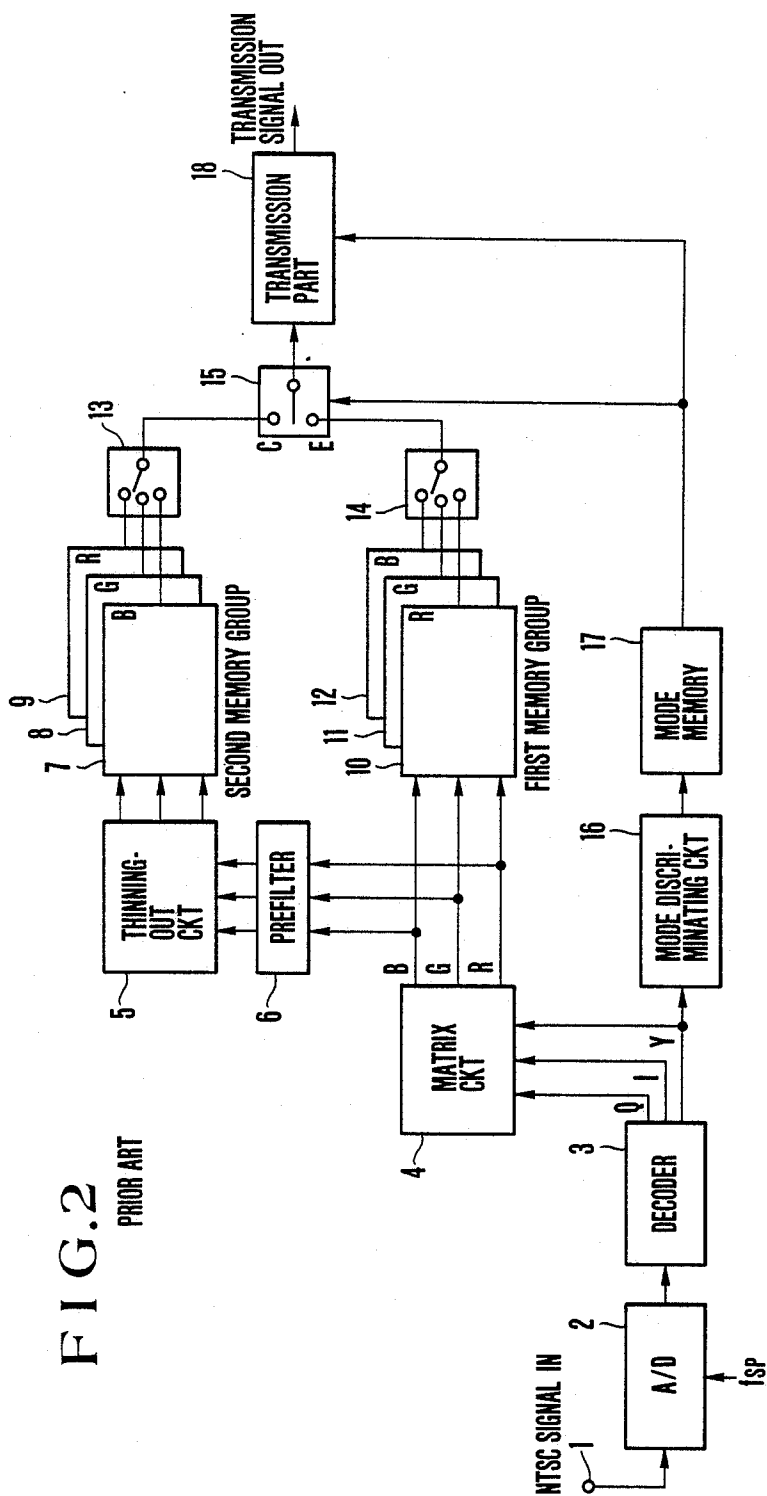 FIG.2
PRIOR ART
NTSC SIGNAL IN
1
A/D
2
fSP
DECODER
3
Q
I
Y
MATRIX
CKT
4
B
G
R
PREFILTER
6
THINNING-
OUT
CKT
5
7
8
9
B
G
R
SECOND MEMORY GROUP
10
11
12
R
G
B
FIRST MEMORY GROUP
MODE DISCRI-
MINATING CKT
16
MODE
MEMORY
17
13
14
15
C
E
TRANSMISSION
PART
18
TRANSMISSION
SIGNAL OUT